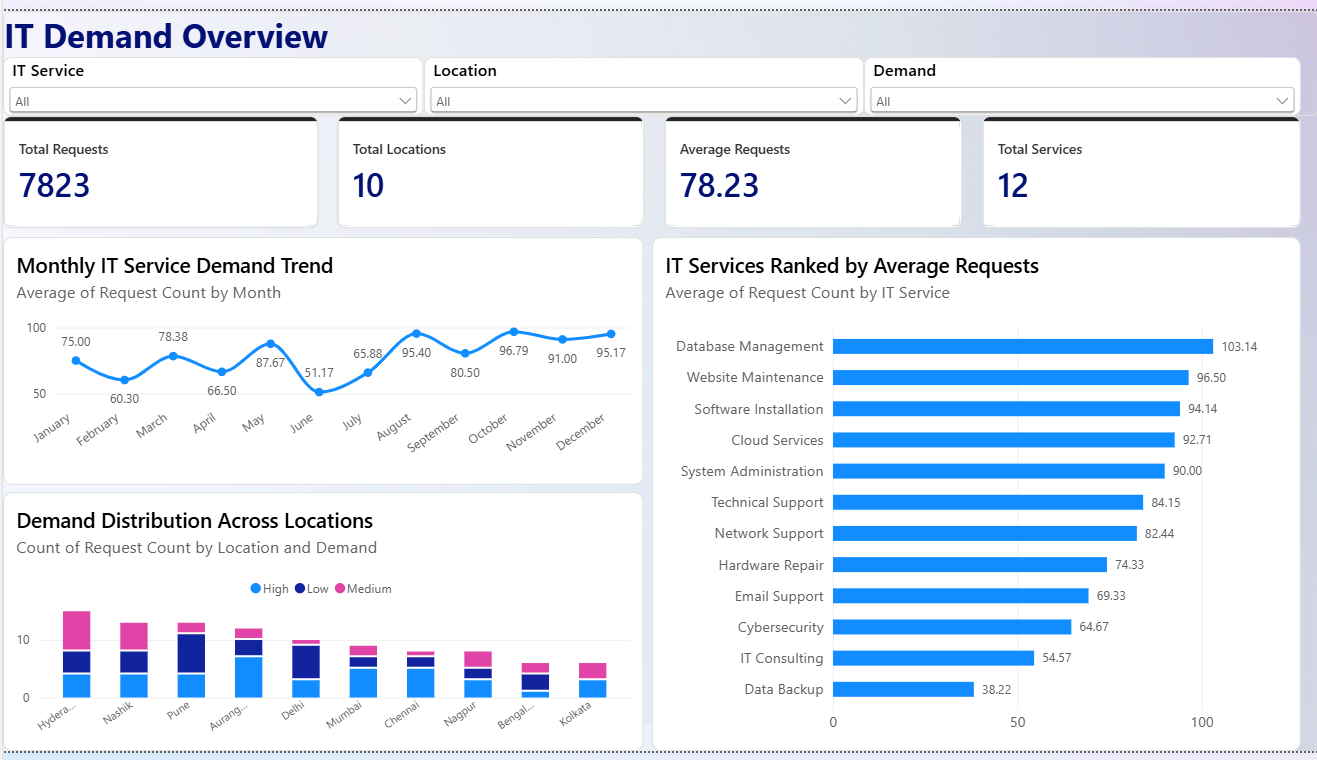 IT Demand Overview
IT Service
Location
Demand
All
All
All
Total Requests
7823
Total Locations
10
Average Requests
78.23
Total Services
12
Monthly IT Service Demand Trend
Average of Request Count by Month
100
50
75.00
60.30
78.38
66.50
87.67
51.17
65.88
95.40
80.50
96.79
91.00
95.17
January
February
March
April
May
June
July
August
September
October
November
December
Demand Distribution Across Locations
Count of Request Count by Location and Demand
High Low Medium
10
0
Hydera...
Nashik
Pune
Aurang...
Delhi
Mumbai
Chennai
Nagpur
Bengal...
Kolkata
IT Services Ranked by Average Requests
Average of Request Count by IT Service
Database Management 103.14
Website Maintenance 96.50
Software Installation 94.14
Cloud Services 92.71
System Administration 90.00
Technical Support 84.15
Network Support 82.44
Hardware Repair 74.33
Email Support 69.33
Cybersecurity 64.67
IT Consulting 54.57
Data Backup 38.22
0 50 100